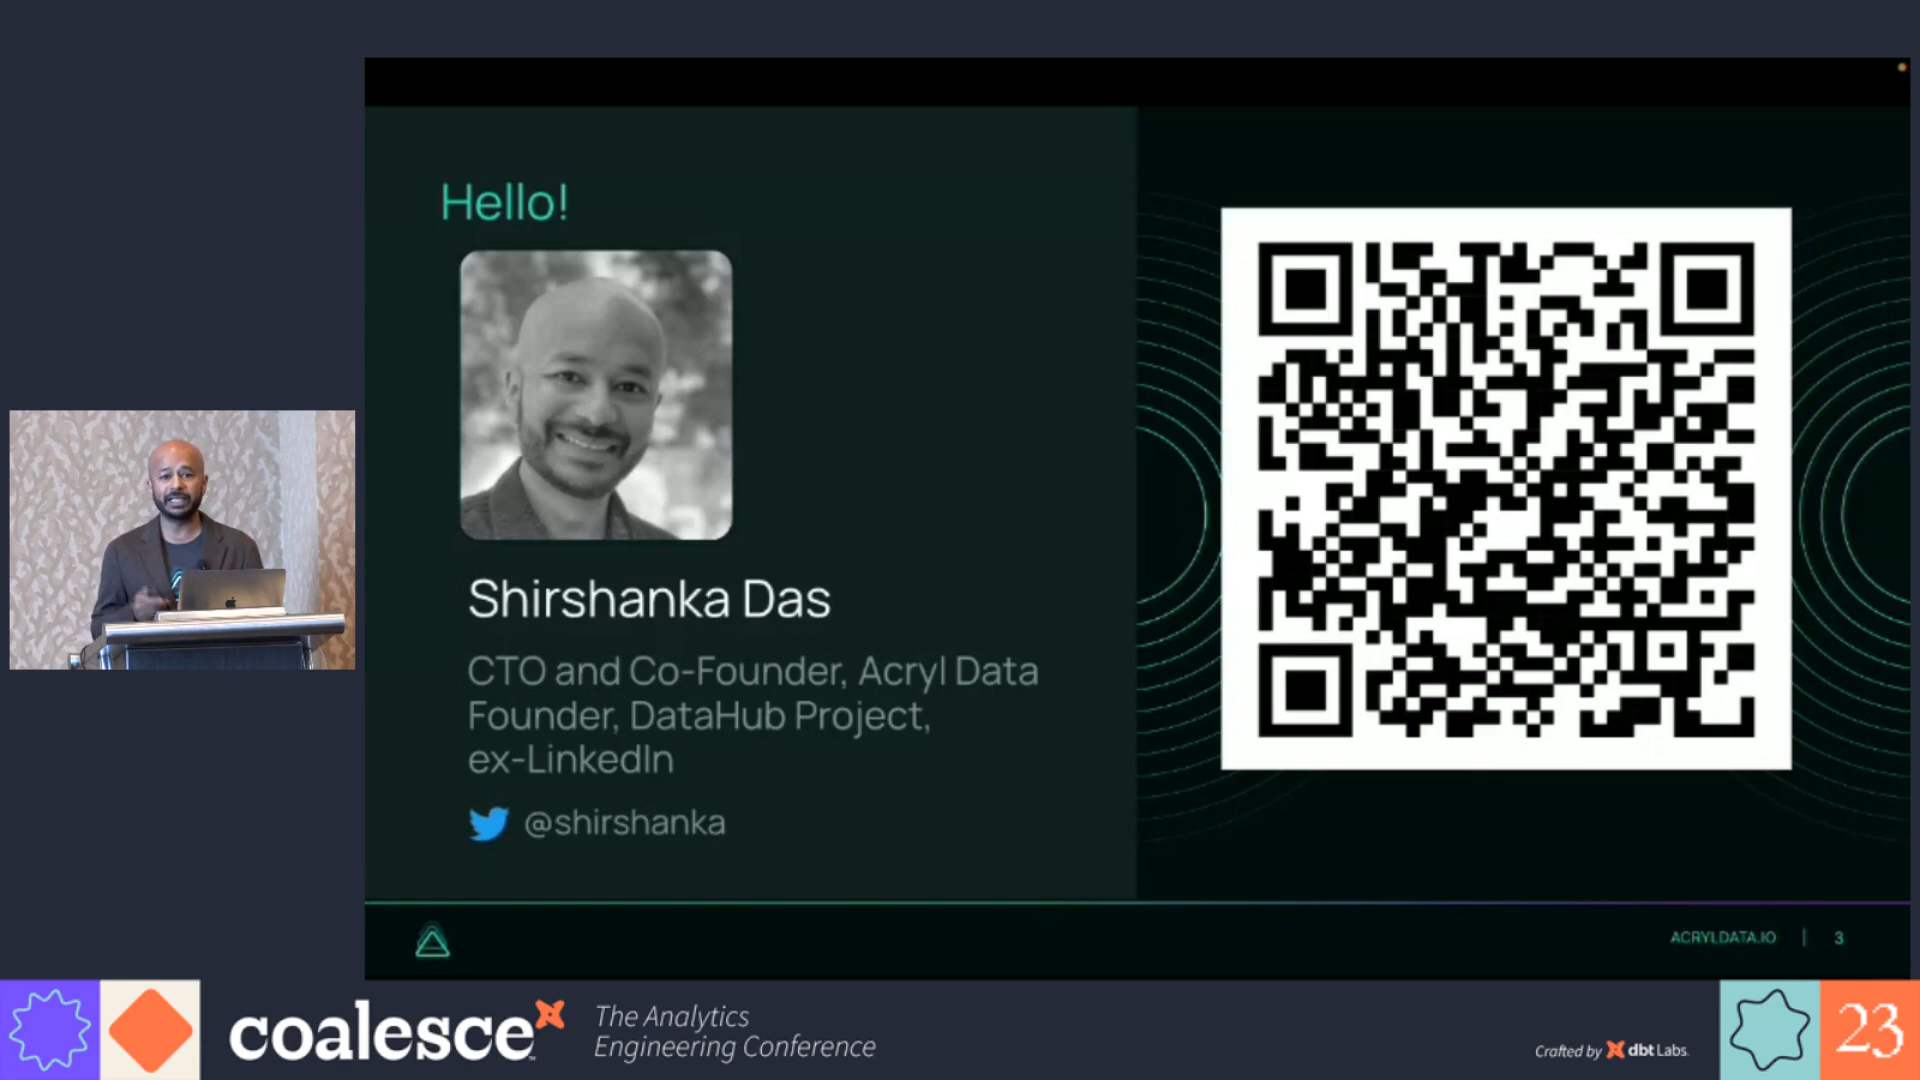 Hello!
Shirshanka Das
CTO and Co-Founder, Acryl Data
Founder, DataHub Project,
ex-LinkedIn
@shirshanka
ACRYLDATA.IO | 3
coalesce
The Analytics
Engineering Conference
Crafted by dbt Labs
23